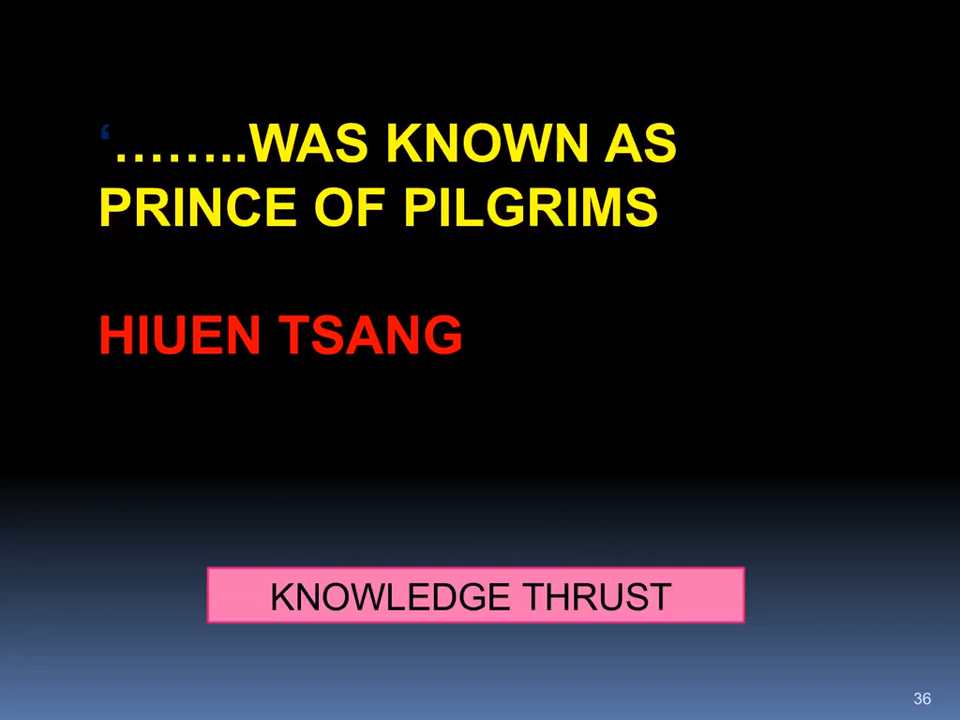 ‘……..WAS KNOWN AS
PRINCE OF PILGRIMS
HIUEN TSANG
KNOWLEDGE THRUST
36